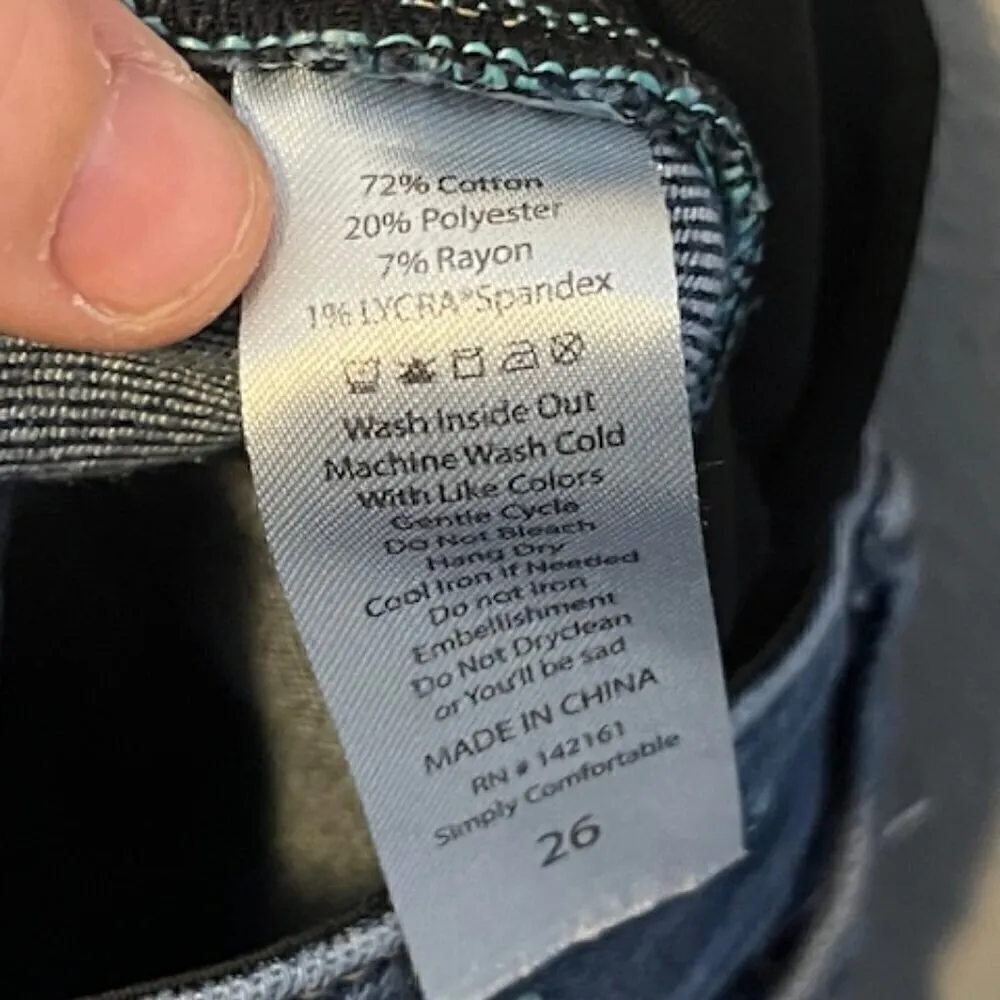 72% Cotton
20% Polyester
7% Rayon
1% LYCRA® Spandex
Wash Inside Out
Machine Wash Cold
With Like Colors
Gentle Cycle
Do Not Bleach
Hang Dry
Cool Iron If Needed
Do not Iron
Embellishment
Do Not Dryclean
or You'll be sad
MADE IN CHINA
RN # 142161
Simply Comfortable
26